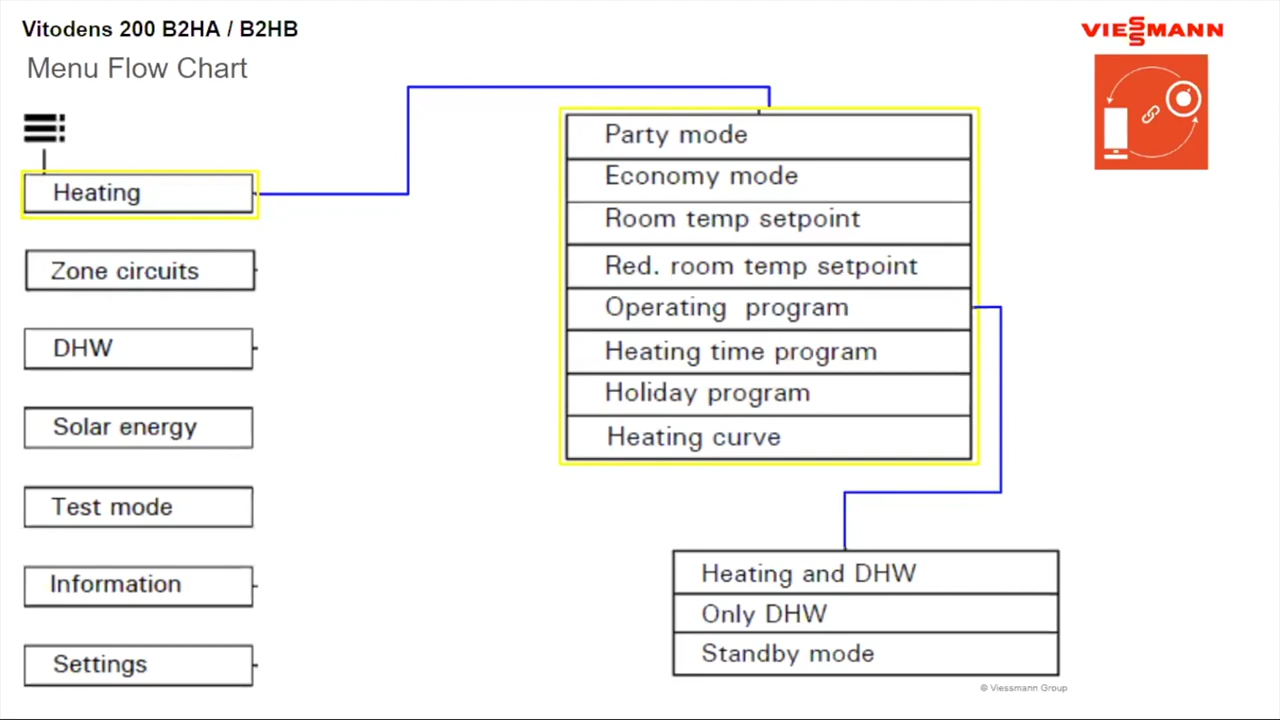 Vitodens 200 B2HA / B2HB
Menu Flow Chart
VIESSMANN
Heating
Zone circuits
DHW
Solar energy
Test mode
Information
Settings
Party mode
Economy mode
Room temp setpoint
Red. room temp setpoint
Operating program
Heating time program
Holiday program
Heating curve
Heating and DHW
Only DHW
Standby mode
© Viessmann Group